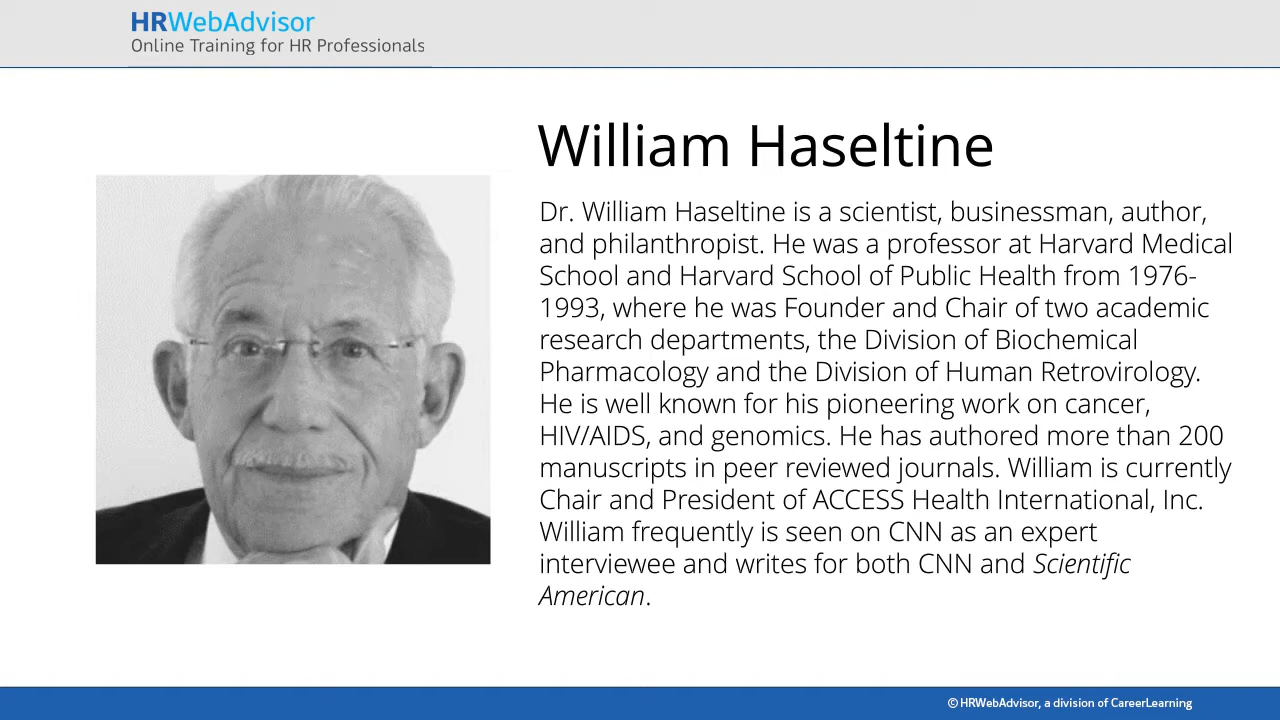 HRWebAdvisor
Online Training for HR Professionals
William Haseltine
Dr. William Haseltine is a scientist, businessman, author,
and philanthropist. He was a professor at Harvard Medical
School and Harvard School of Public Health from 1976-
1993, where he was Founder and Chair of two academic
research departments, the Division of Biochemical
Pharmacology and the Division of Human Retrovirology.
He is well known for his pioneering work on cancer,
HIV/AIDS, and genomics. He has authored more than 200
manuscripts in peer reviewed journals. William is currently
Chair and President of ACCESS Health International, Inc.
William frequently is seen on CNN as an expert
interviewee and writes for both CNN and Scientific
American.
© HRWebAdvisor, a division of CareerLearning